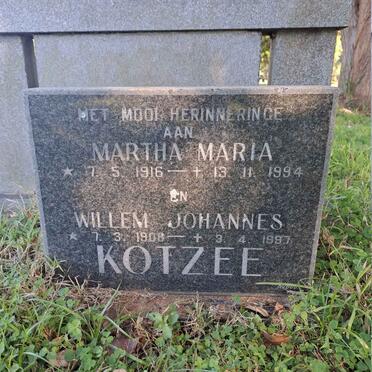 MET MOOI HERINNERINGE
AAN
MARTHA MARIA
* 7. 5. 1916 — + 13. 11. 1994
EN
WILLEM JOHANNES
* 7. 3. 1908 — + 3. 4. 1997
KOTZEE